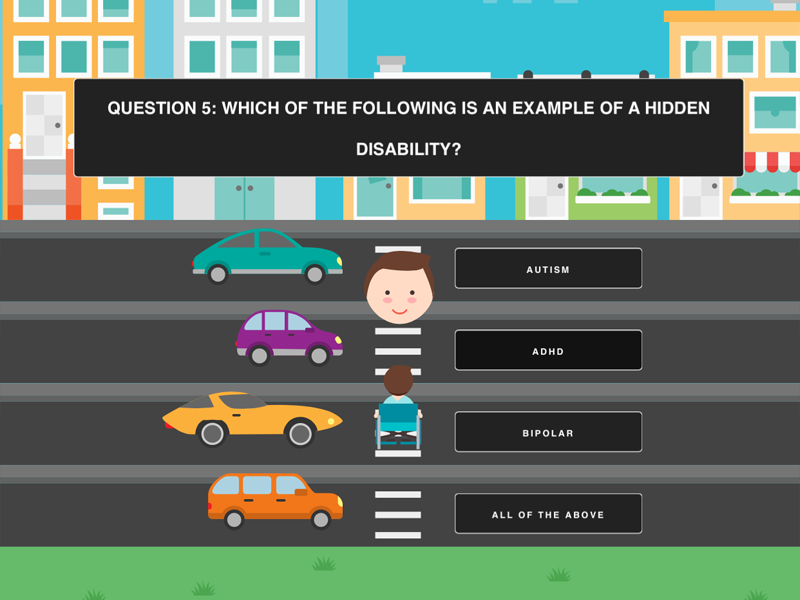 QUESTION 5: WHICH OF THE FOLLOWING IS AN EXAMPLE OF A HIDDEN
DISABILITY?
AUTISM
ADHD
BIPOLAR
ALL OF THE ABOVE